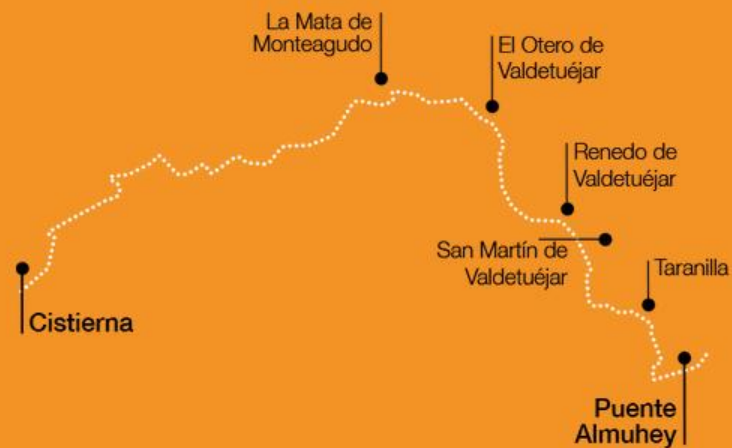 La Mata de
Monteagudo
El Otero de
Valdetuéjar
Renedo de
Valdetuéjar
San Martín de
Valdetuéjar
Taranilla
Cistierna
Puente
Almuhey